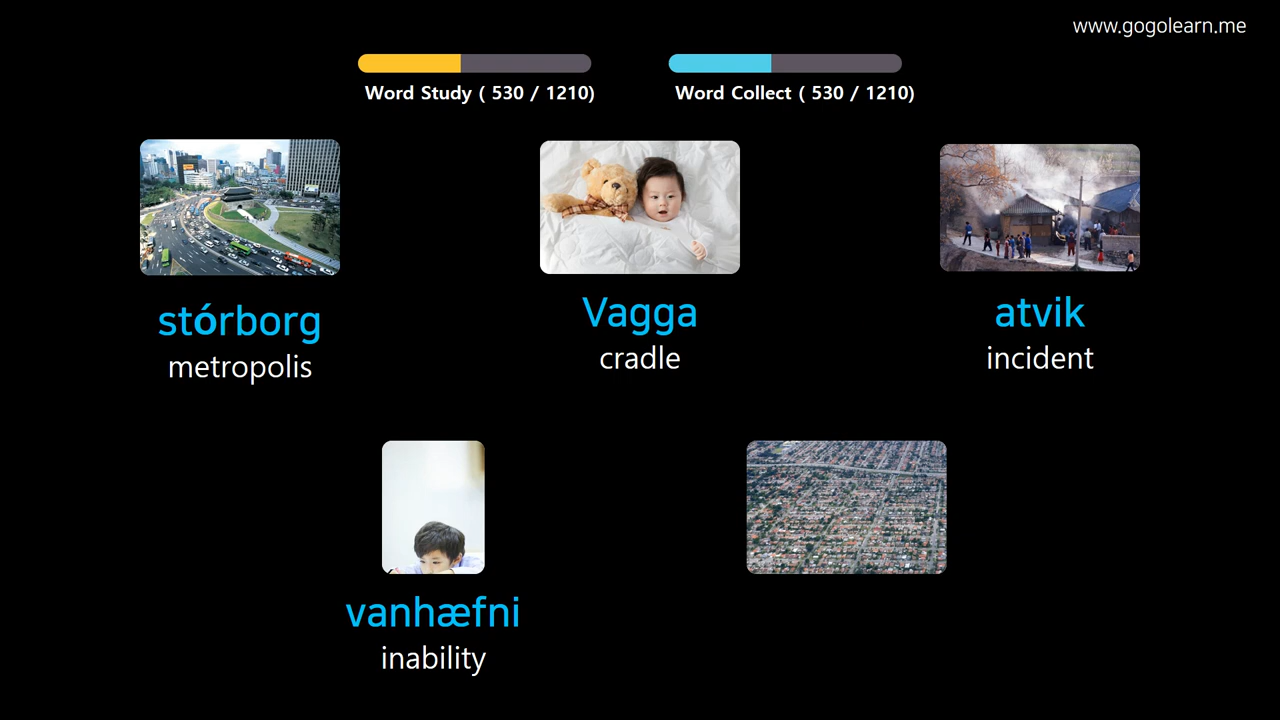 www.gogolearn.me
Word Study ( 530 / 1210)
Word Collect ( 530 / 1210)
stórborg
metropolis
Vagga
cradle
atvik
incident
vanhæfni
inability